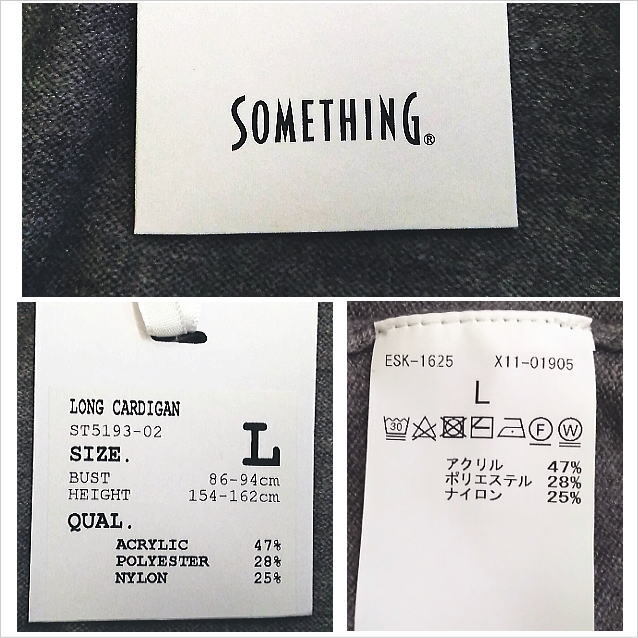 SOMETHING®
LONG CARDIGAN
ST5193-02
L
SIZE.
BUST 86-94cm
HEIGHT 154-162cm
QUAL.
ACRYLIC 47%
POLYESTER 28%
NYLON 25%
ESK-1625 X11-01905
L
30 F W
アクリル 47%
ポリエステル 28%
ナイロン 25%